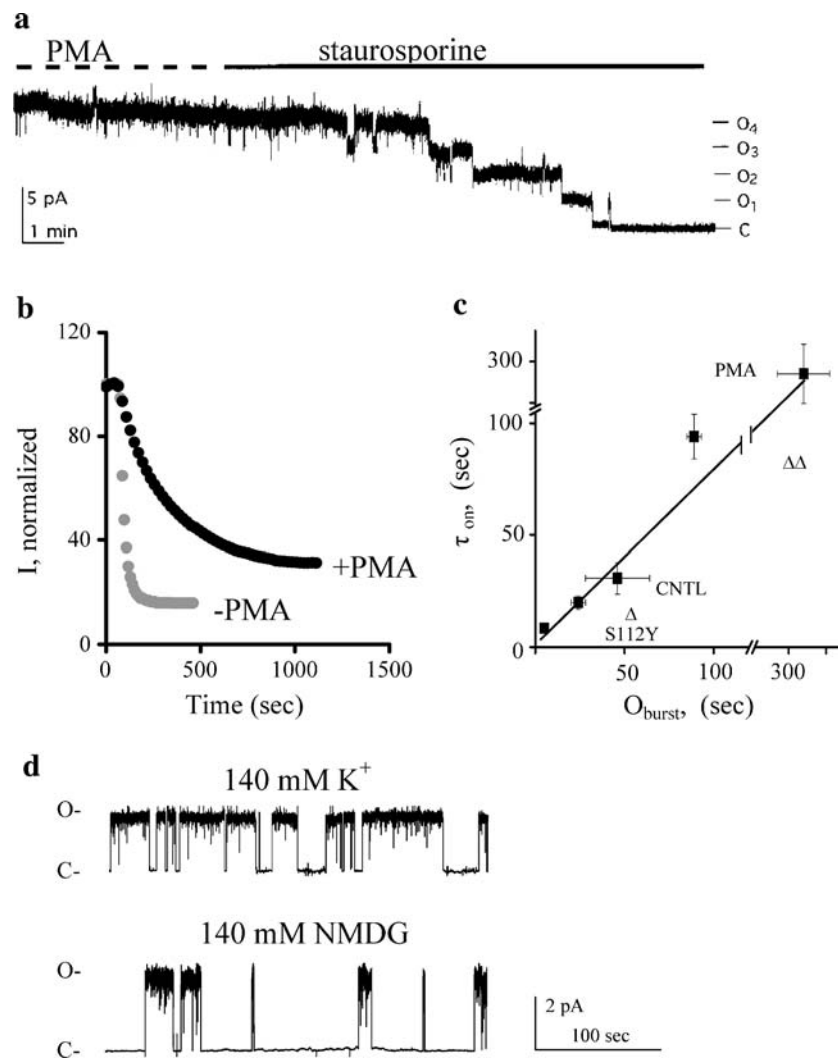 a
PMA
staurosporine
O4
O3
O2
O1
C
5 pA
1 min
b
120
80
40
0
I, normalized
+PMA
-PMA
0
500
1000
1500
Time (sec)
c
300
100
50
0
τ on, (sec)
PMA
ΔΔ
CNTL
Δ
S112Y
50
100
300
Oburst, (sec)
d
140 mM K+
O-
C-
140 mM NMDG
O-
C-
2 pA
100 sec